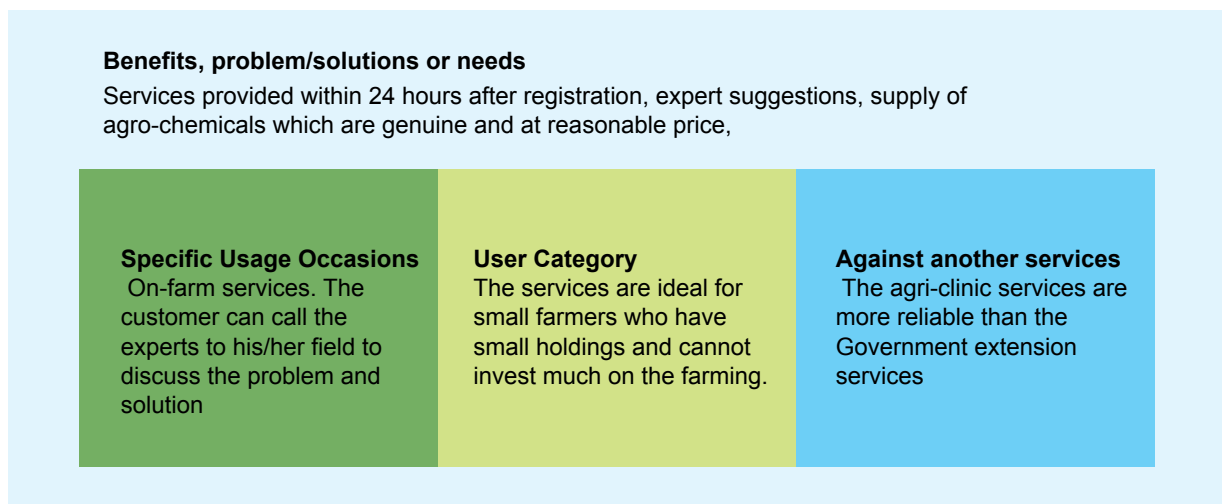 Benefits, problem/solutions or needs
Services provided within 24 hours after registration, expert suggestions, supply of
agro-chemicals which are genuine and at reasonable price,
Specific Usage Occasions
On-farm services. The
customer can call the
experts to his/her field to
discuss the problem and
solution
User Category
The services are ideal for
small farmers who have
small holdings and cannot
invest much on the farming.
Against another services
The agri-clinic services are
more reliable than the
Government extension
services